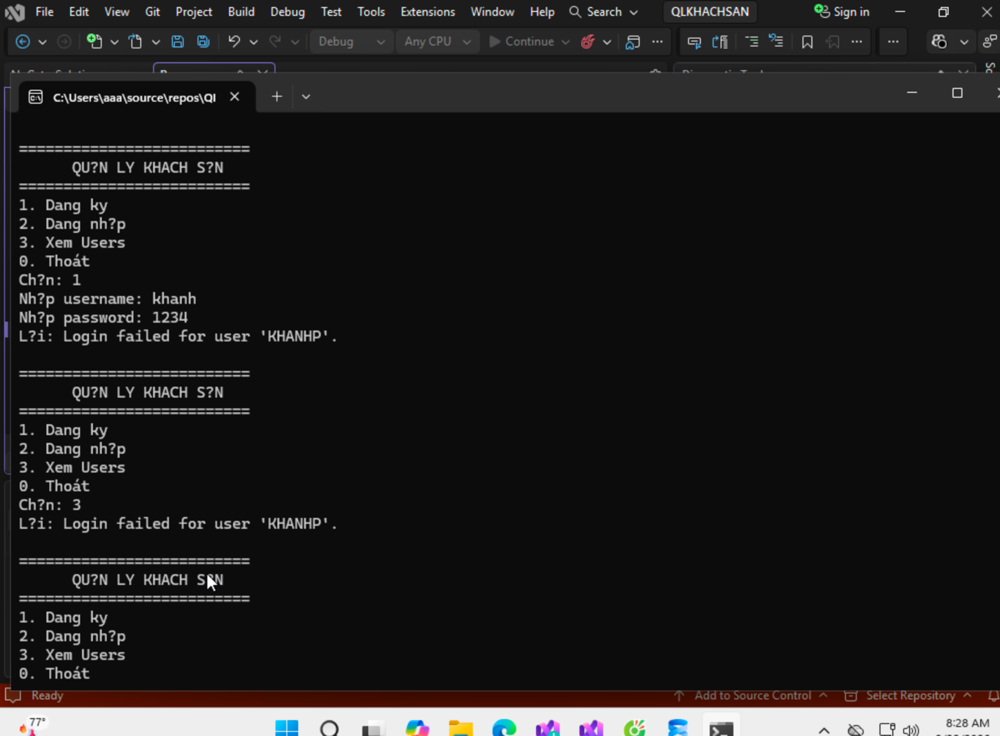 File Edit View Git Project Build Debug Test Tools Extensions Window Help Search QLKHACHSAN Sign in
Debug Any CPU Continue
C:\Users\aaa\source\repos\Ql
==========================
QU?N LY KHACH S?N
==========================
1. Dang ky
2. Dang nh?p
3. Xem Users
0. Thoát
Ch?n: 1
Nh?p username: khanh
Nh?p password: 1234
L?i: Login failed for user 'KHANHP'.
==========================
QU?N LY KHACH S?N
==========================
1. Dang ky
2. Dang nh?p
3. Xem Users
0. Thoát
Ch?n: 3
L?i: Login failed for user 'KHANHP'.
==========================
QU?N LY KHACH S?N
==========================
1. Dang ky
2. Dang nh?p
3. Xem Users
0. Thoát
Ready Add to Source Control Select Repository
77°
8:28 AM